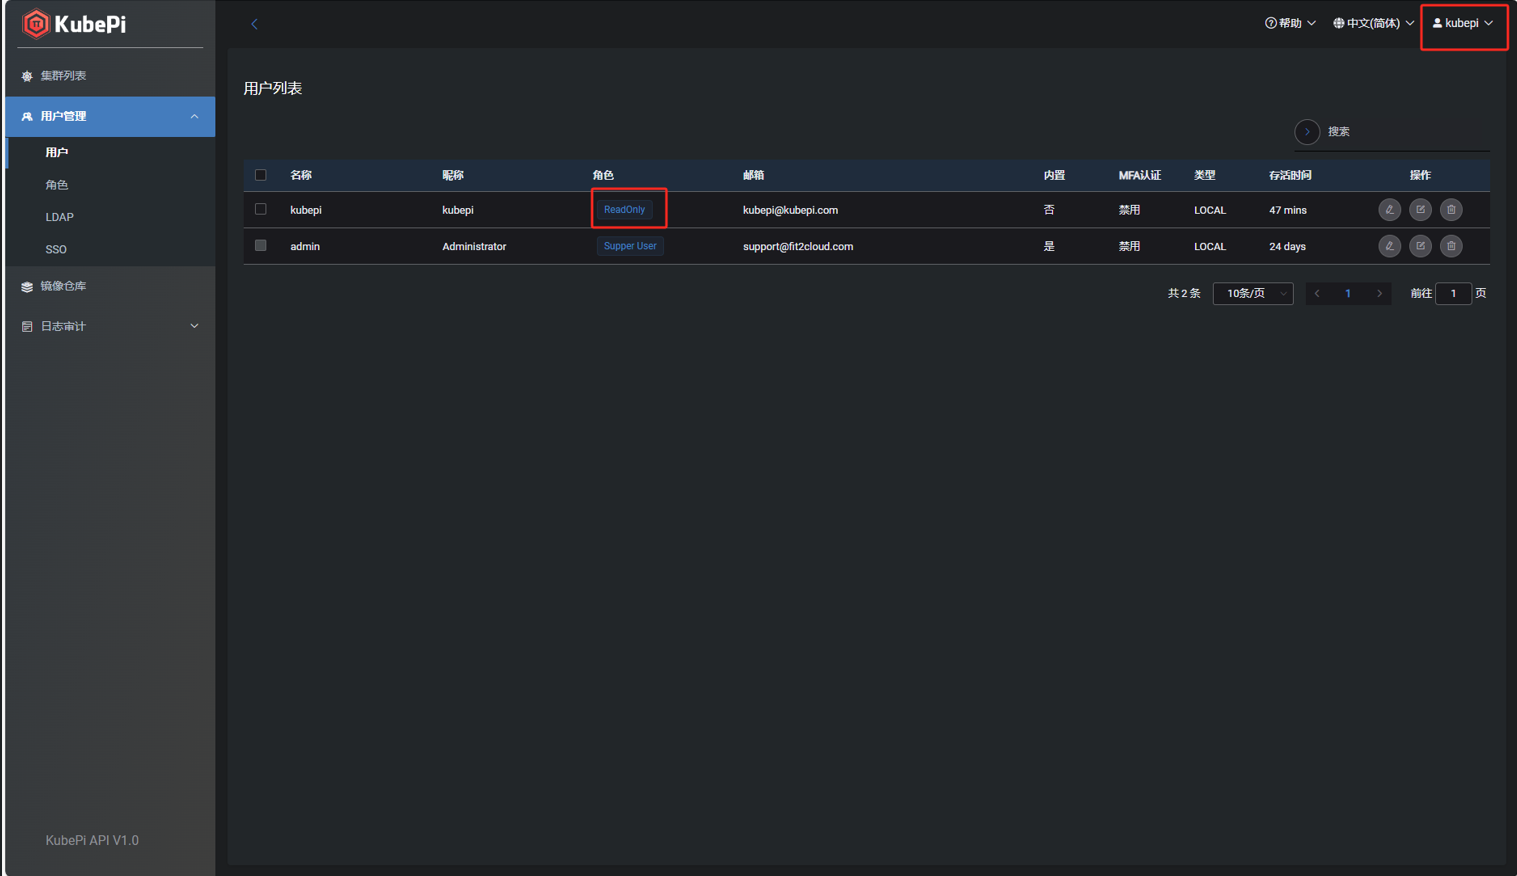 KubePi
帮助
中文(简体)
kubepi
集群列表
用户管理
用户
角色
LDAP
SSO
镜像仓库
日志审计
KubePi API V1.0
用户列表
搜索
名称 昵称 角色 邮箱 内置 MFA认证 类型 存活时间 操作
kubepi kubepi ReadOnly kubepi@kubepi.com 否 禁用 LOCAL 47 mins
admin Administrator Supper User support@fit2cloud.com 是 禁用 LOCAL 24 days
共 2 条 10条/页 1 前往 1 页